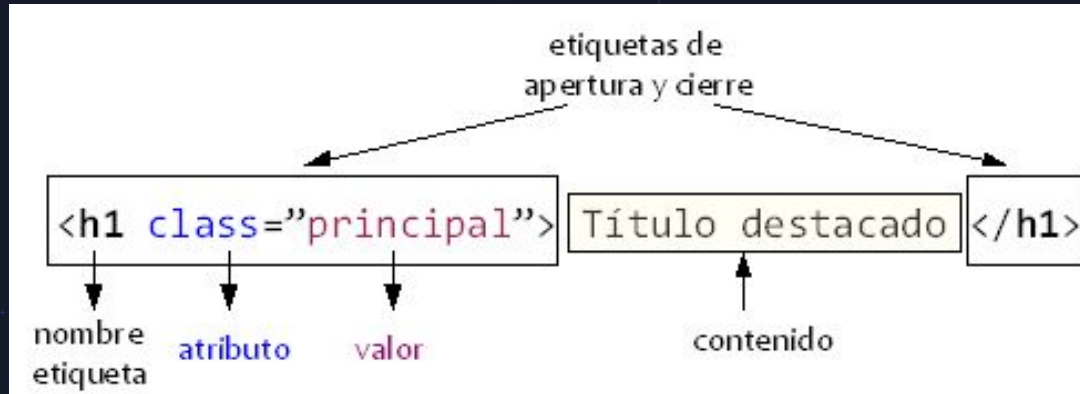 etiquetas de
apertura y cierre
<h1 class=”principal”> Título destacado </h1>
nombre
etiqueta
atributo
valor
contenido